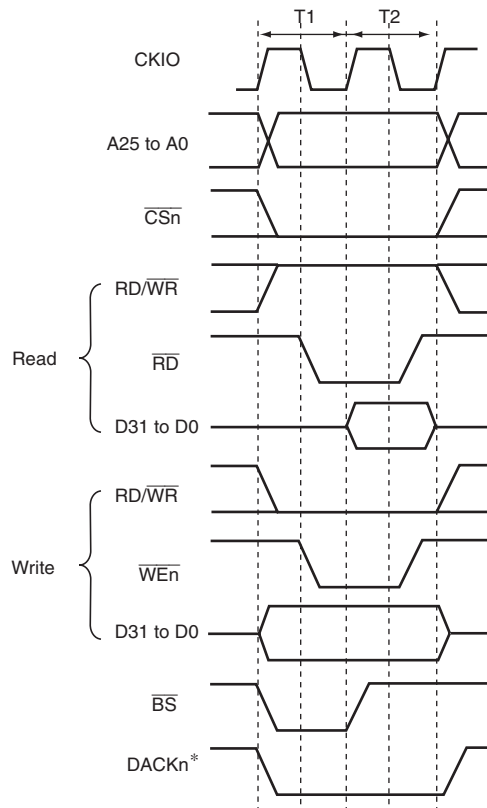 T1 T2
CKIO
A25 to A0
CSn
RD/WR
Read
RD
D31 to D0
RD/WR
Write
WEn
D31 to D0
BS
DACKn*